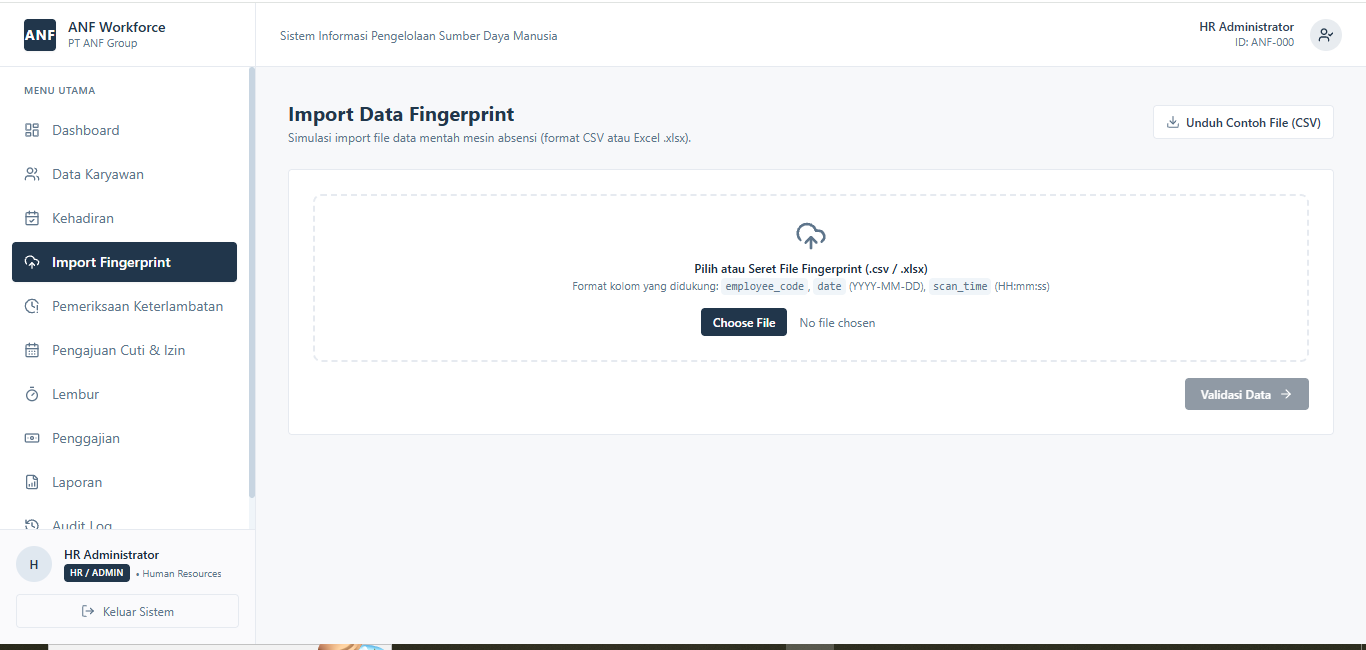 ANF
ANF Workforce
PT ANF Group
Sistem Informasi Pengelolaan Sumber Daya Manusia
HR Administrator
ID: ANF-000
MENU UTAMA
Dashboard
Data Karyawan
Kehadiran
Import Fingerprint
Pemeriksaan Keterlambatan
Pengajuan Cuti & Izin
Lembur
Penggajian
Laporan
Audit Log
H
HR Administrator
HR / ADMIN • Human Resources
Keluar Sistem
Import Data Fingerprint
Simulasi import file data mentah mesin absensi (format CSV atau Excel .xlsx).
Unduh Contoh File (CSV)
Pilih atau Seret File Fingerprint (.csv / .xlsx)
Format kolom yang didukung: employee_code, date (YYYY-MM-DD), scan_time (HH:mm:ss)
Choose File No file chosen
Validasi Data